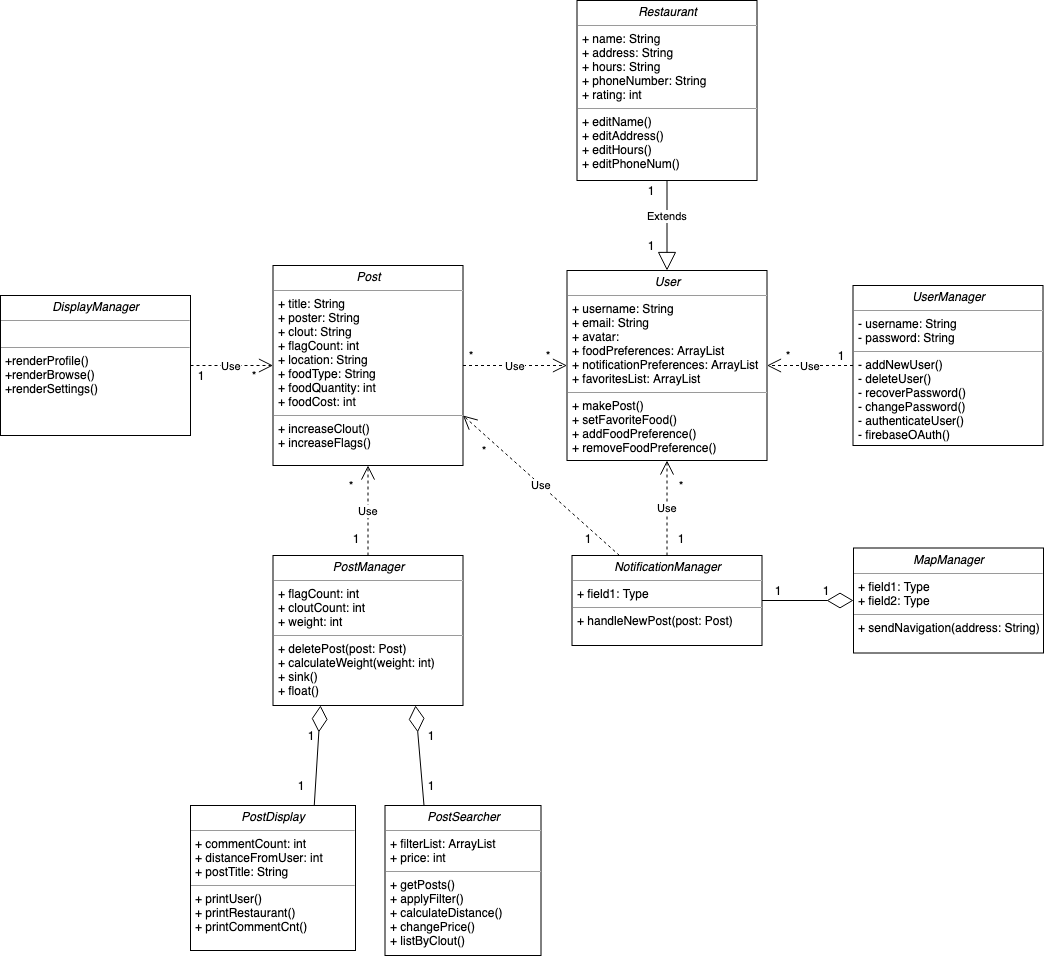 Restaurant
+ name: String
+ address: String
+ hours: String
+ phoneNumber: String
+ rating: int
+ editName()
+ editAddress()
+ editHours()
+ editPhoneNum()
1
Extends
1
DisplayManager
+renderProfile()
+renderBrowse()
+renderSettings()
1
Use
*
Post
+ title: String
+ poster: String
+ clout: String
+ flagCount: int
+ location: String
+ foodType: String
+ foodQuantity: int
+ foodCost: int
+ increaseClout()
+ increaseFlags()
*
Use
*
User
+ username: String
+ email: String
+ avatar:
+ foodPreferences: ArrayList
+ notificationPreferences: ArrayList
+ favoritesList: ArrayList
+ makePost()
+ setFavoriteFood()
+ addFoodPreference()
+ removeFoodPreference()
*
Use
1
UserManager
- username: String
- password: String
- addNewUser()
- deleteUser()
- recoverPassword()
- changePassword()
- authenticateUser()
- firebaseOAuth()
*
Use
1
*
Use
1
*
Use
1
PostManager
+ flagCount: int
+ cloutCount: int
+ weight: int
+ deletePost(post: Post)
+ calculateWeight(weight: int)
+ sink()
+ float()
NotificationManager
+ field1: Type
+ handleNewPost(post: Post)
1
1
MapManager
+ field1: Type
+ field2: Type
+ sendNavigation(address: String)
1
1
1
1
PostDisplay
+ commentCount: int
+ distanceFromUser: int
+ postTitle: String
+ printUser()
+ printRestaurant()
+ printCommentCnt()
PostSearcher
+ filterList: ArrayList
+ price: int
+ getPosts()
+ applyFilter()
+ calculateDistance()
+ changePrice()
+ listByClout()